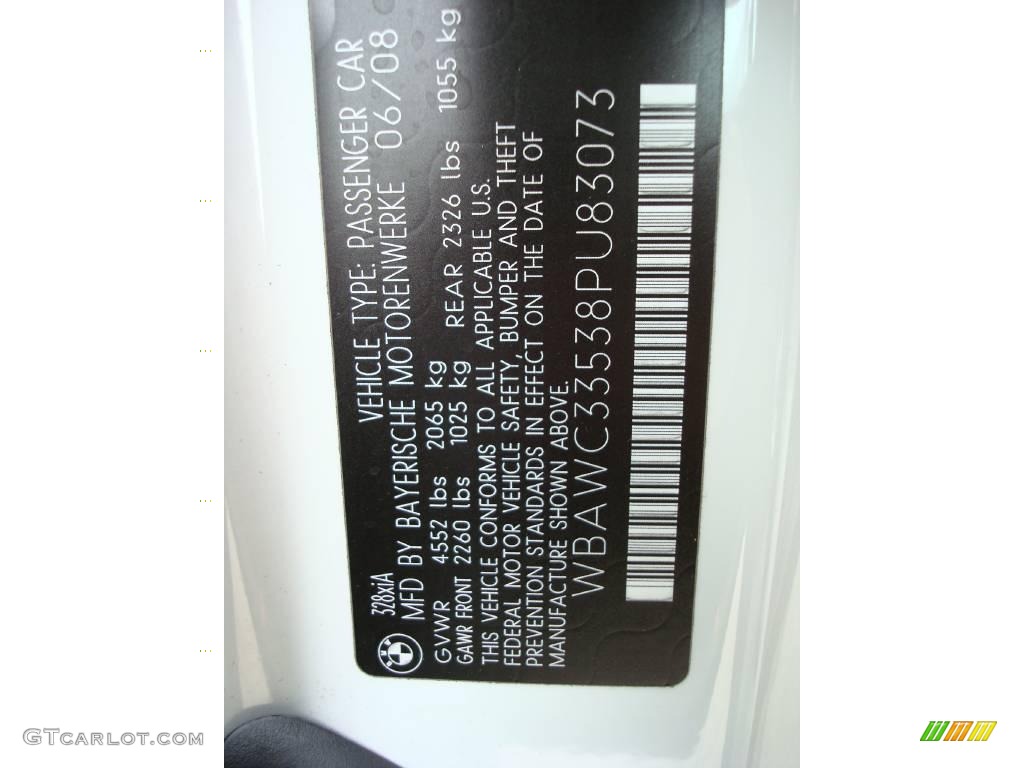 328xiA
VEHICLE TYPE: PASSENGER CAR
MFD BY BAYERISCHE MOTORENWERKE 06/08
GVWR 4552 lbs 2065 kg
GAWR FRONT 2260 lbs 1025 kg REAR 2326 lbs 1055 kg
THIS VEHICLE CONFORMS TO ALL APPLICABLE U.S.
FEDERAL MOTOR VEHICLE SAFETY, BUMPER AND THEFT
PREVENTION STANDARDS IN EFFECT ON THE DATE OF
MANUFACTURE SHOWN ABOVE.
WBAWC33538PU83073
GTCARLOT.COM